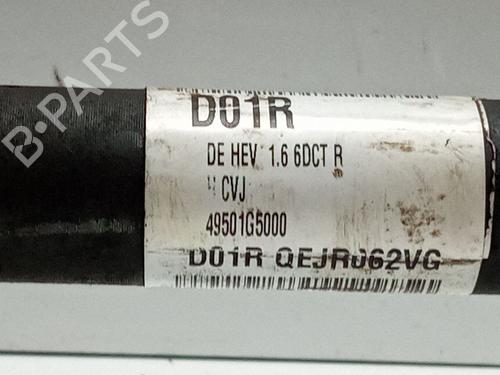 B-PARTS
D01R
DE HEV 1.6 6DCT R
CVJ
49501G5000
D01R QEJR062VG